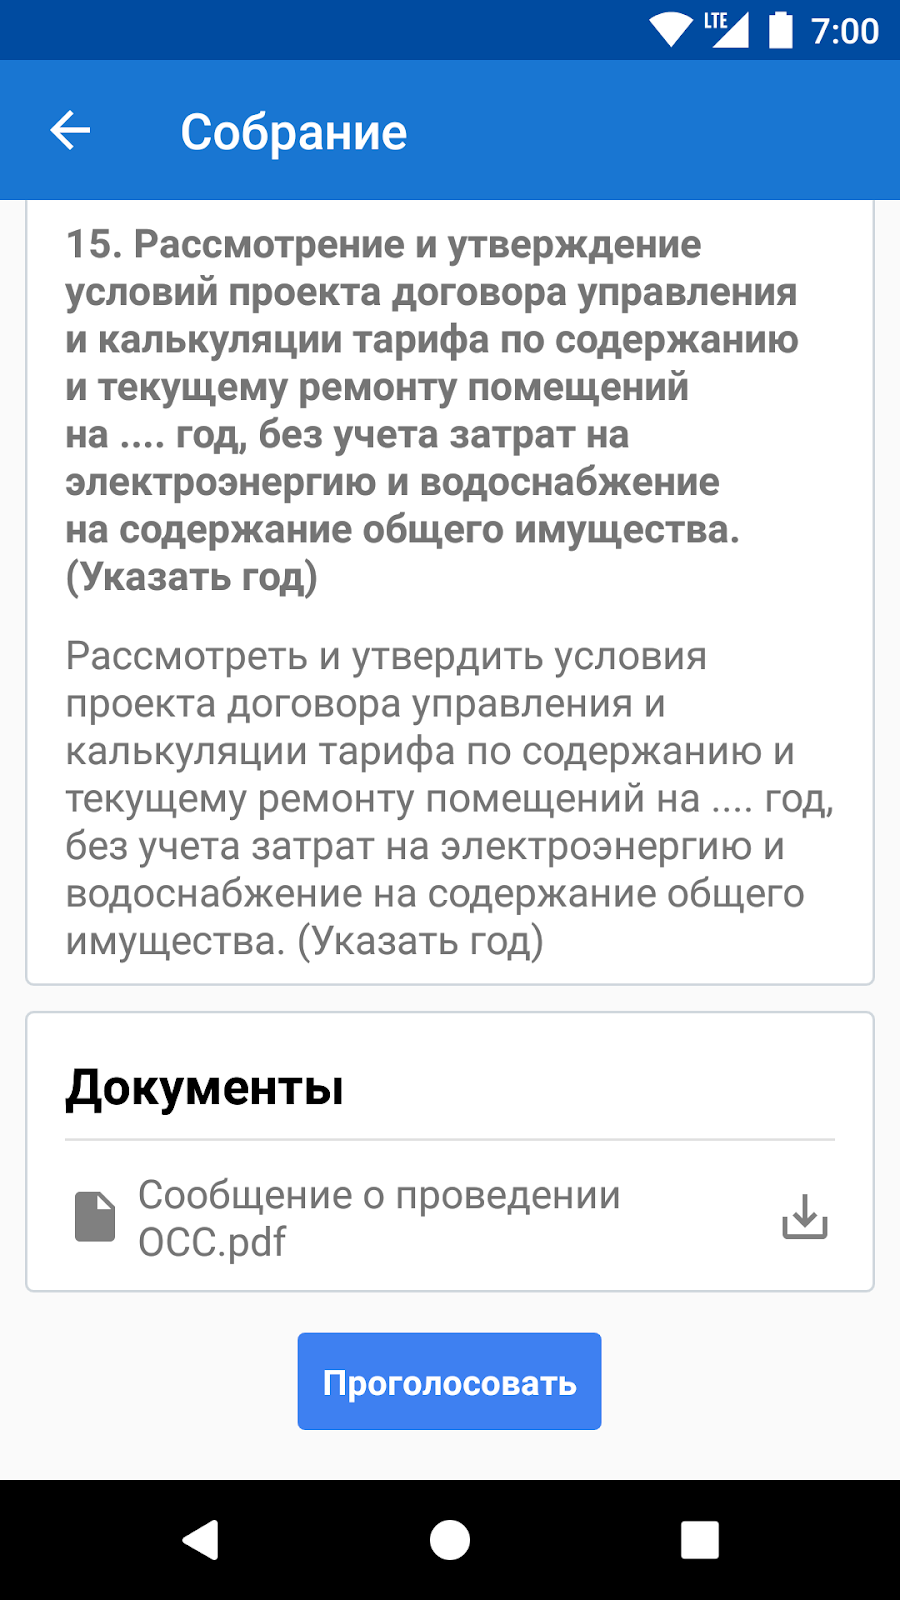 LTE 7:00
Собрание
15. Рассмотрение и утверждение
условий проекта договора управления
и калькуляции тарифа по содержанию
и текущему ремонту помещений
на .... год, без учета затрат на
электроэнергию и водоснабжение
на содержание общего имущества.
(Указать год)
Рассмотреть и утвердить условия
проекта договора управления и
калькуляции тарифа по содержанию и
текущему ремонту помещений на .... год,
без учета затрат на электроэнергию и
водоснабжение на содержание общего
имущества. (Указать год)
Документы
Сообщение о проведении
ОСС.pdf
Проголосовать